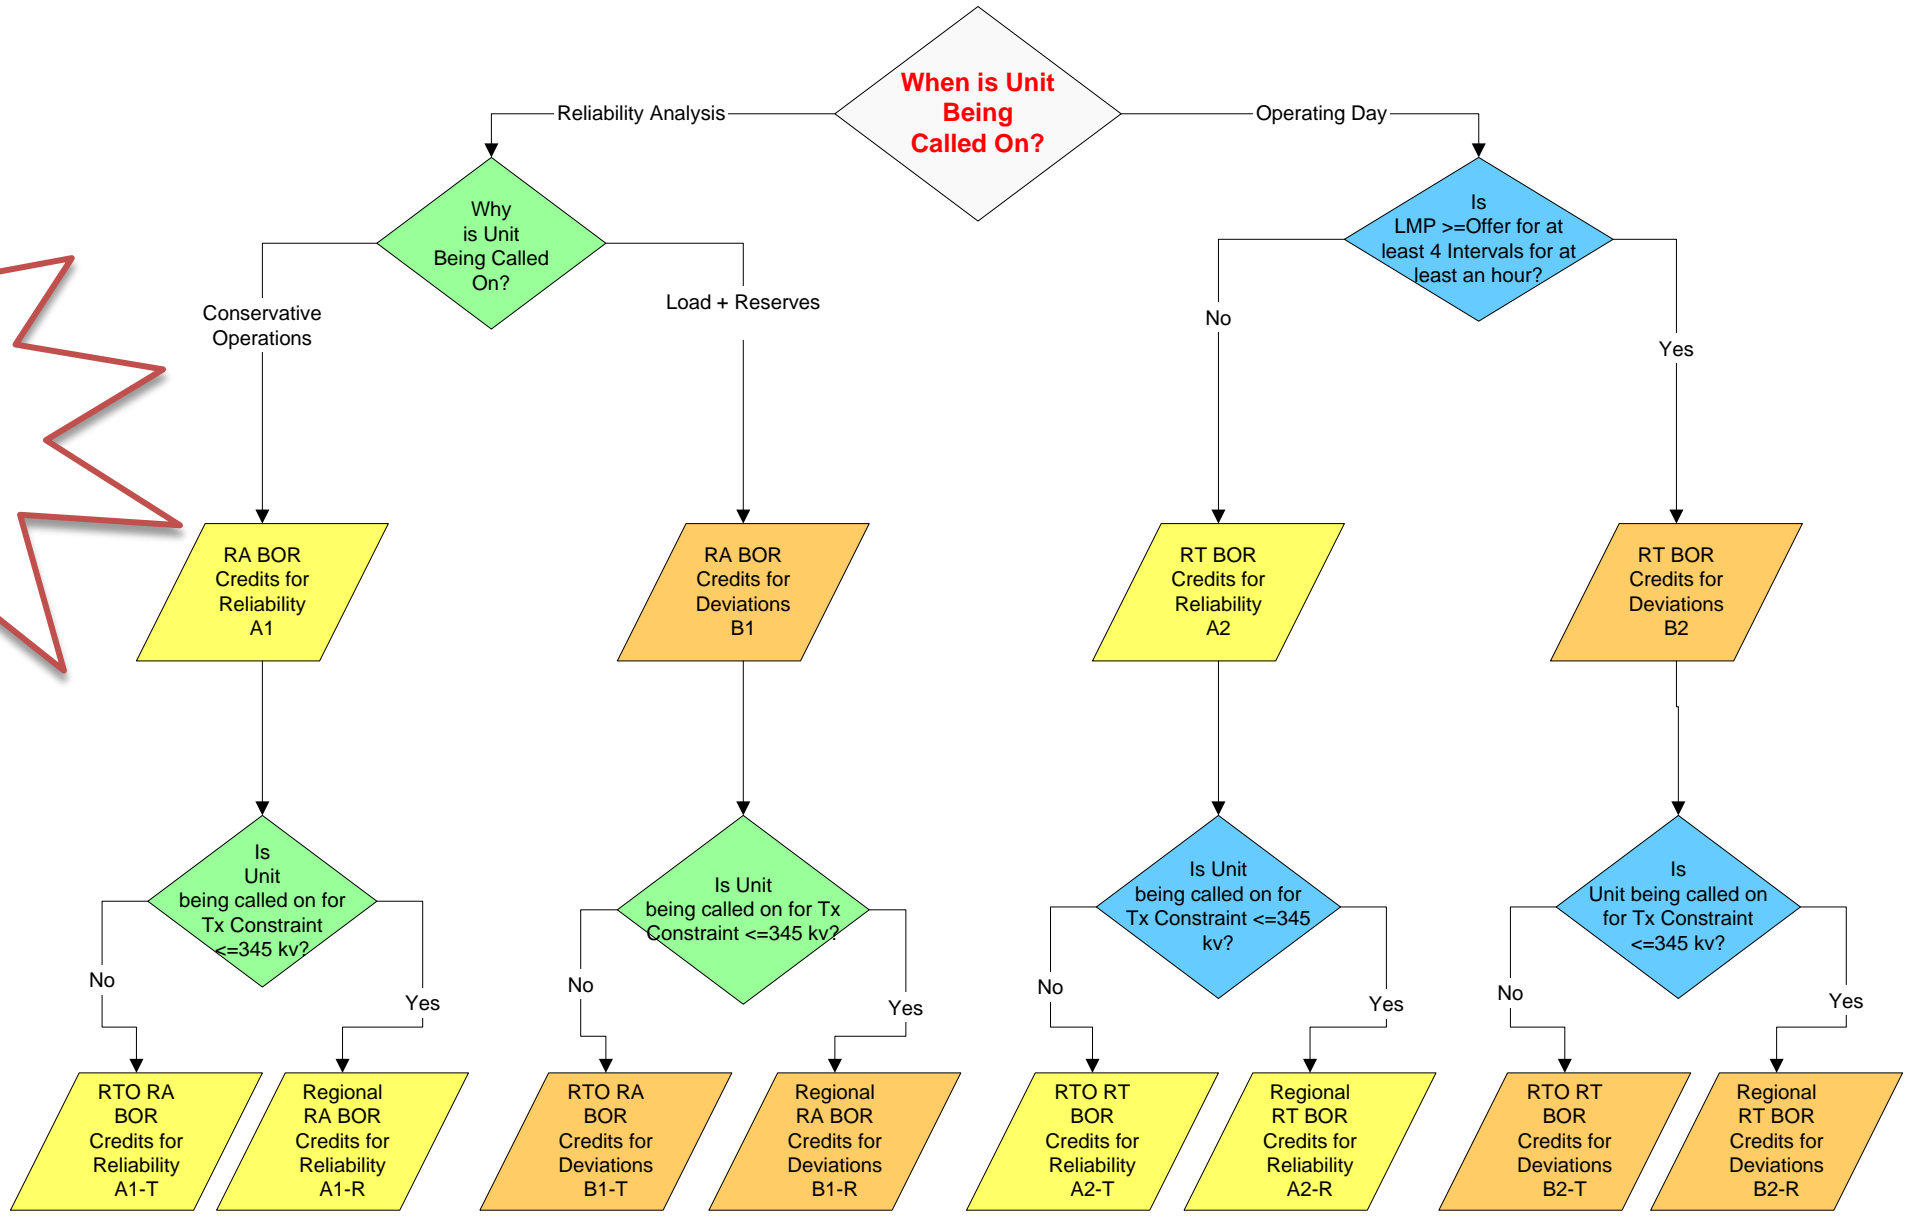 When is Unit
Being
Called On?
Reliability Analysis
Operating Day
Why
is Unit
Being Called
On?
Is
LMP >=Offer for at
least 4 Intervals for at
least an hour?
Conservative
Operations
Load + Reserves
No
Yes
RA BOR
Credits for
Reliability
A1
RA BOR
Credits for
Deviations
B1
RT BOR
Credits for
Reliability
A2
RT BOR
Credits for
Deviations
B2
Is
Unit
being called on for
Tx Constraint
<=345 kv?
Is Unit
being called on for Tx
Constraint <=345 kv?
Is Unit
being called on for
Tx Constraint <=345
kv?
Is
Unit being called on
for Tx Constraint
<=345 kv?
No
Yes
No
Yes
No
Yes
No
Yes
RTO RA
BOR
Credits for
Reliability
A1-T
Regional
RA BOR
Credits for
Reliability
A1-R
RTO RA
BOR
Credits for
Deviations
B1-T
Regional
RA BOR
Credits for
Deviations
B1-R
RTO RT
BOR
Credits for
Reliability
A2-T
Regional
RT BOR
Credits for
Reliability
A2-R
RTO RT
BOR
Credits for
Deviations
B2-T
Regional
RT BOR
Credits for
Deviations
B2-R